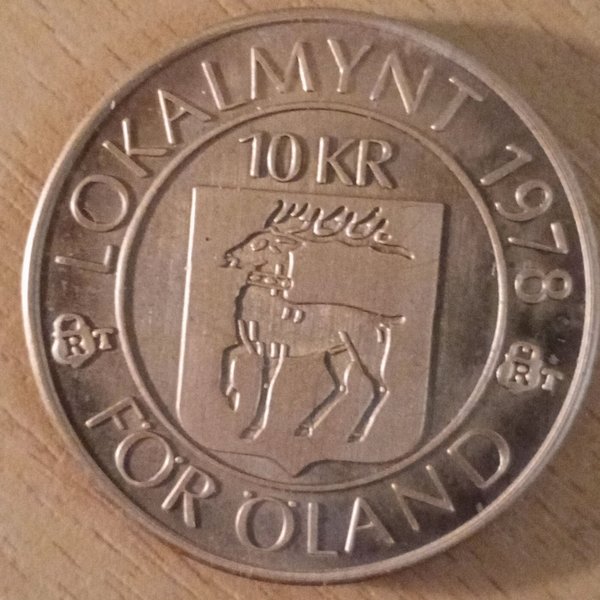 LOKALMYNT 1978
10 KR
RT
RT
FÖR ÖLAND